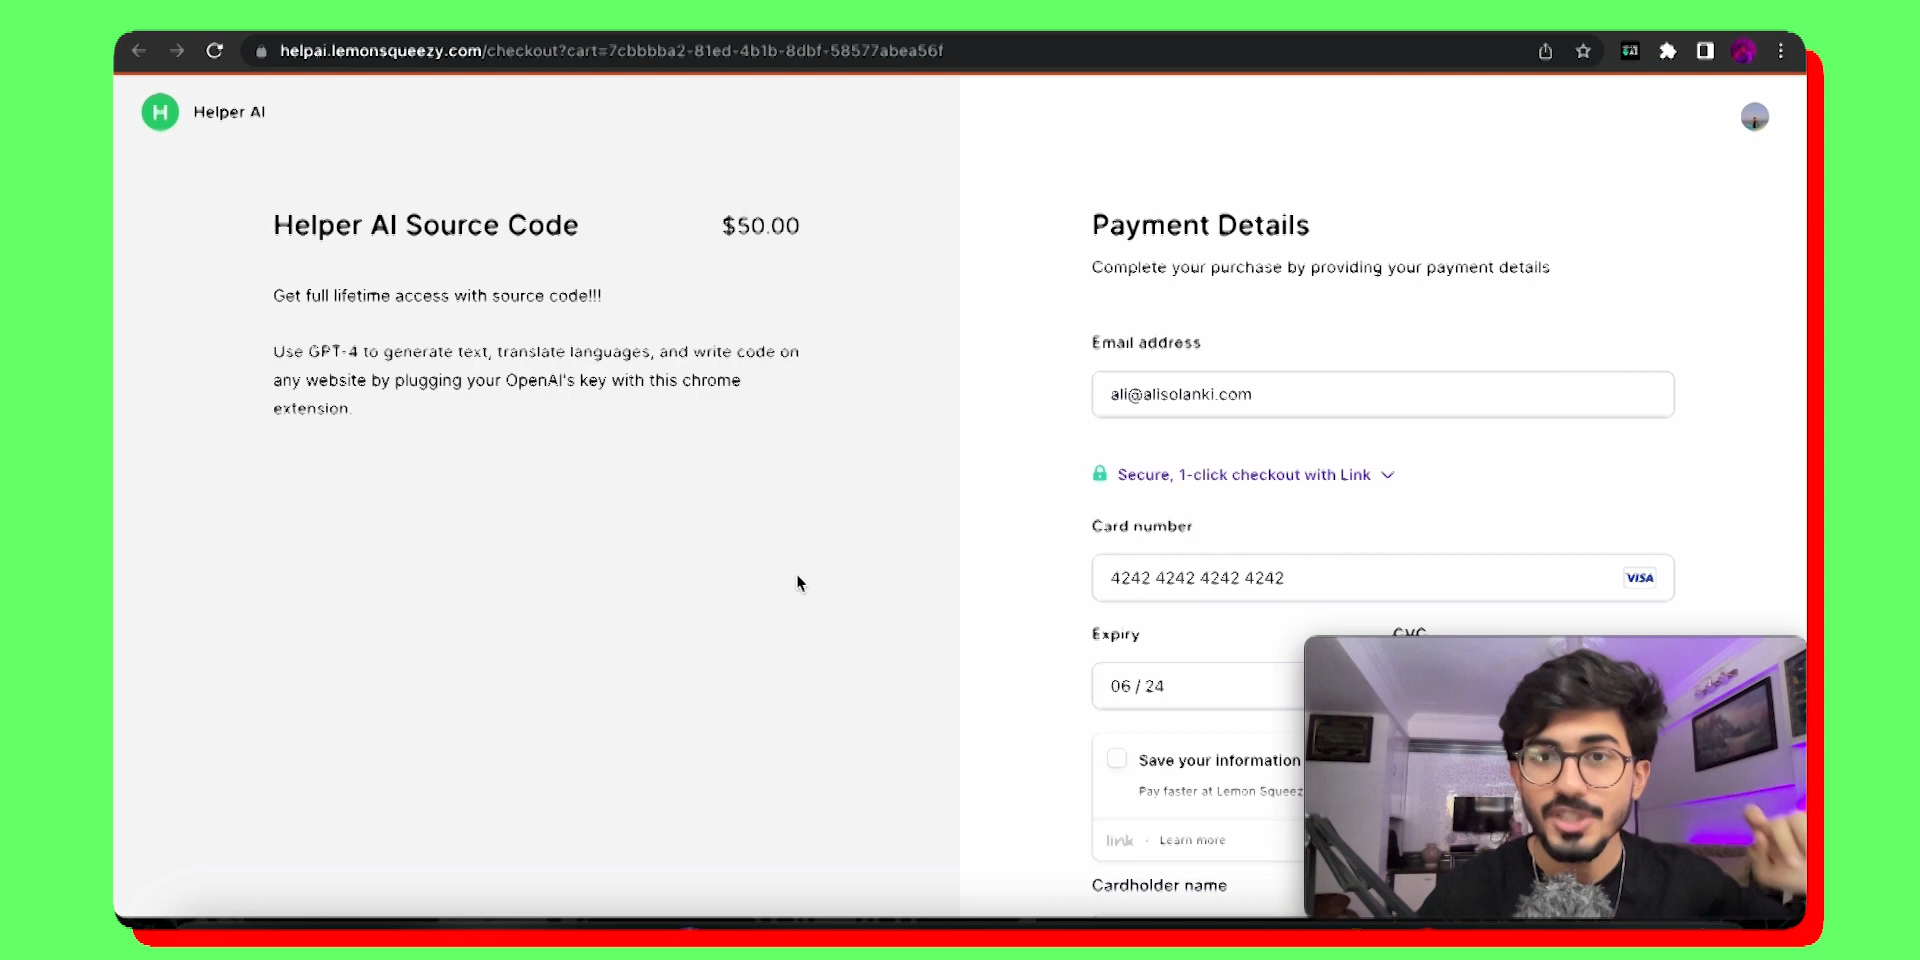 helpai.lemonsqueezy.com/checkout?cart=7cbbbba2-81ed-4b1b-8dbf-58577abea56f
H Helper AI
Helper AI Source Code $50.00
Get full lifetime access with source code!!!
Use GPT-4 to generate text, translate languages, and write code on
any website by plugging your OpenAI's key with this chrome
extension.
Payment Details
Complete your purchase by providing your payment details
Email address
ali@alisolanki.com
Secure, 1-click checkout with Link
Card number
4242 4242 4242 4242 VISA
Expiry CVC
06 / 24
Save your information
Pay faster at Lemon Squeez
link · Learn more
Cardholder name